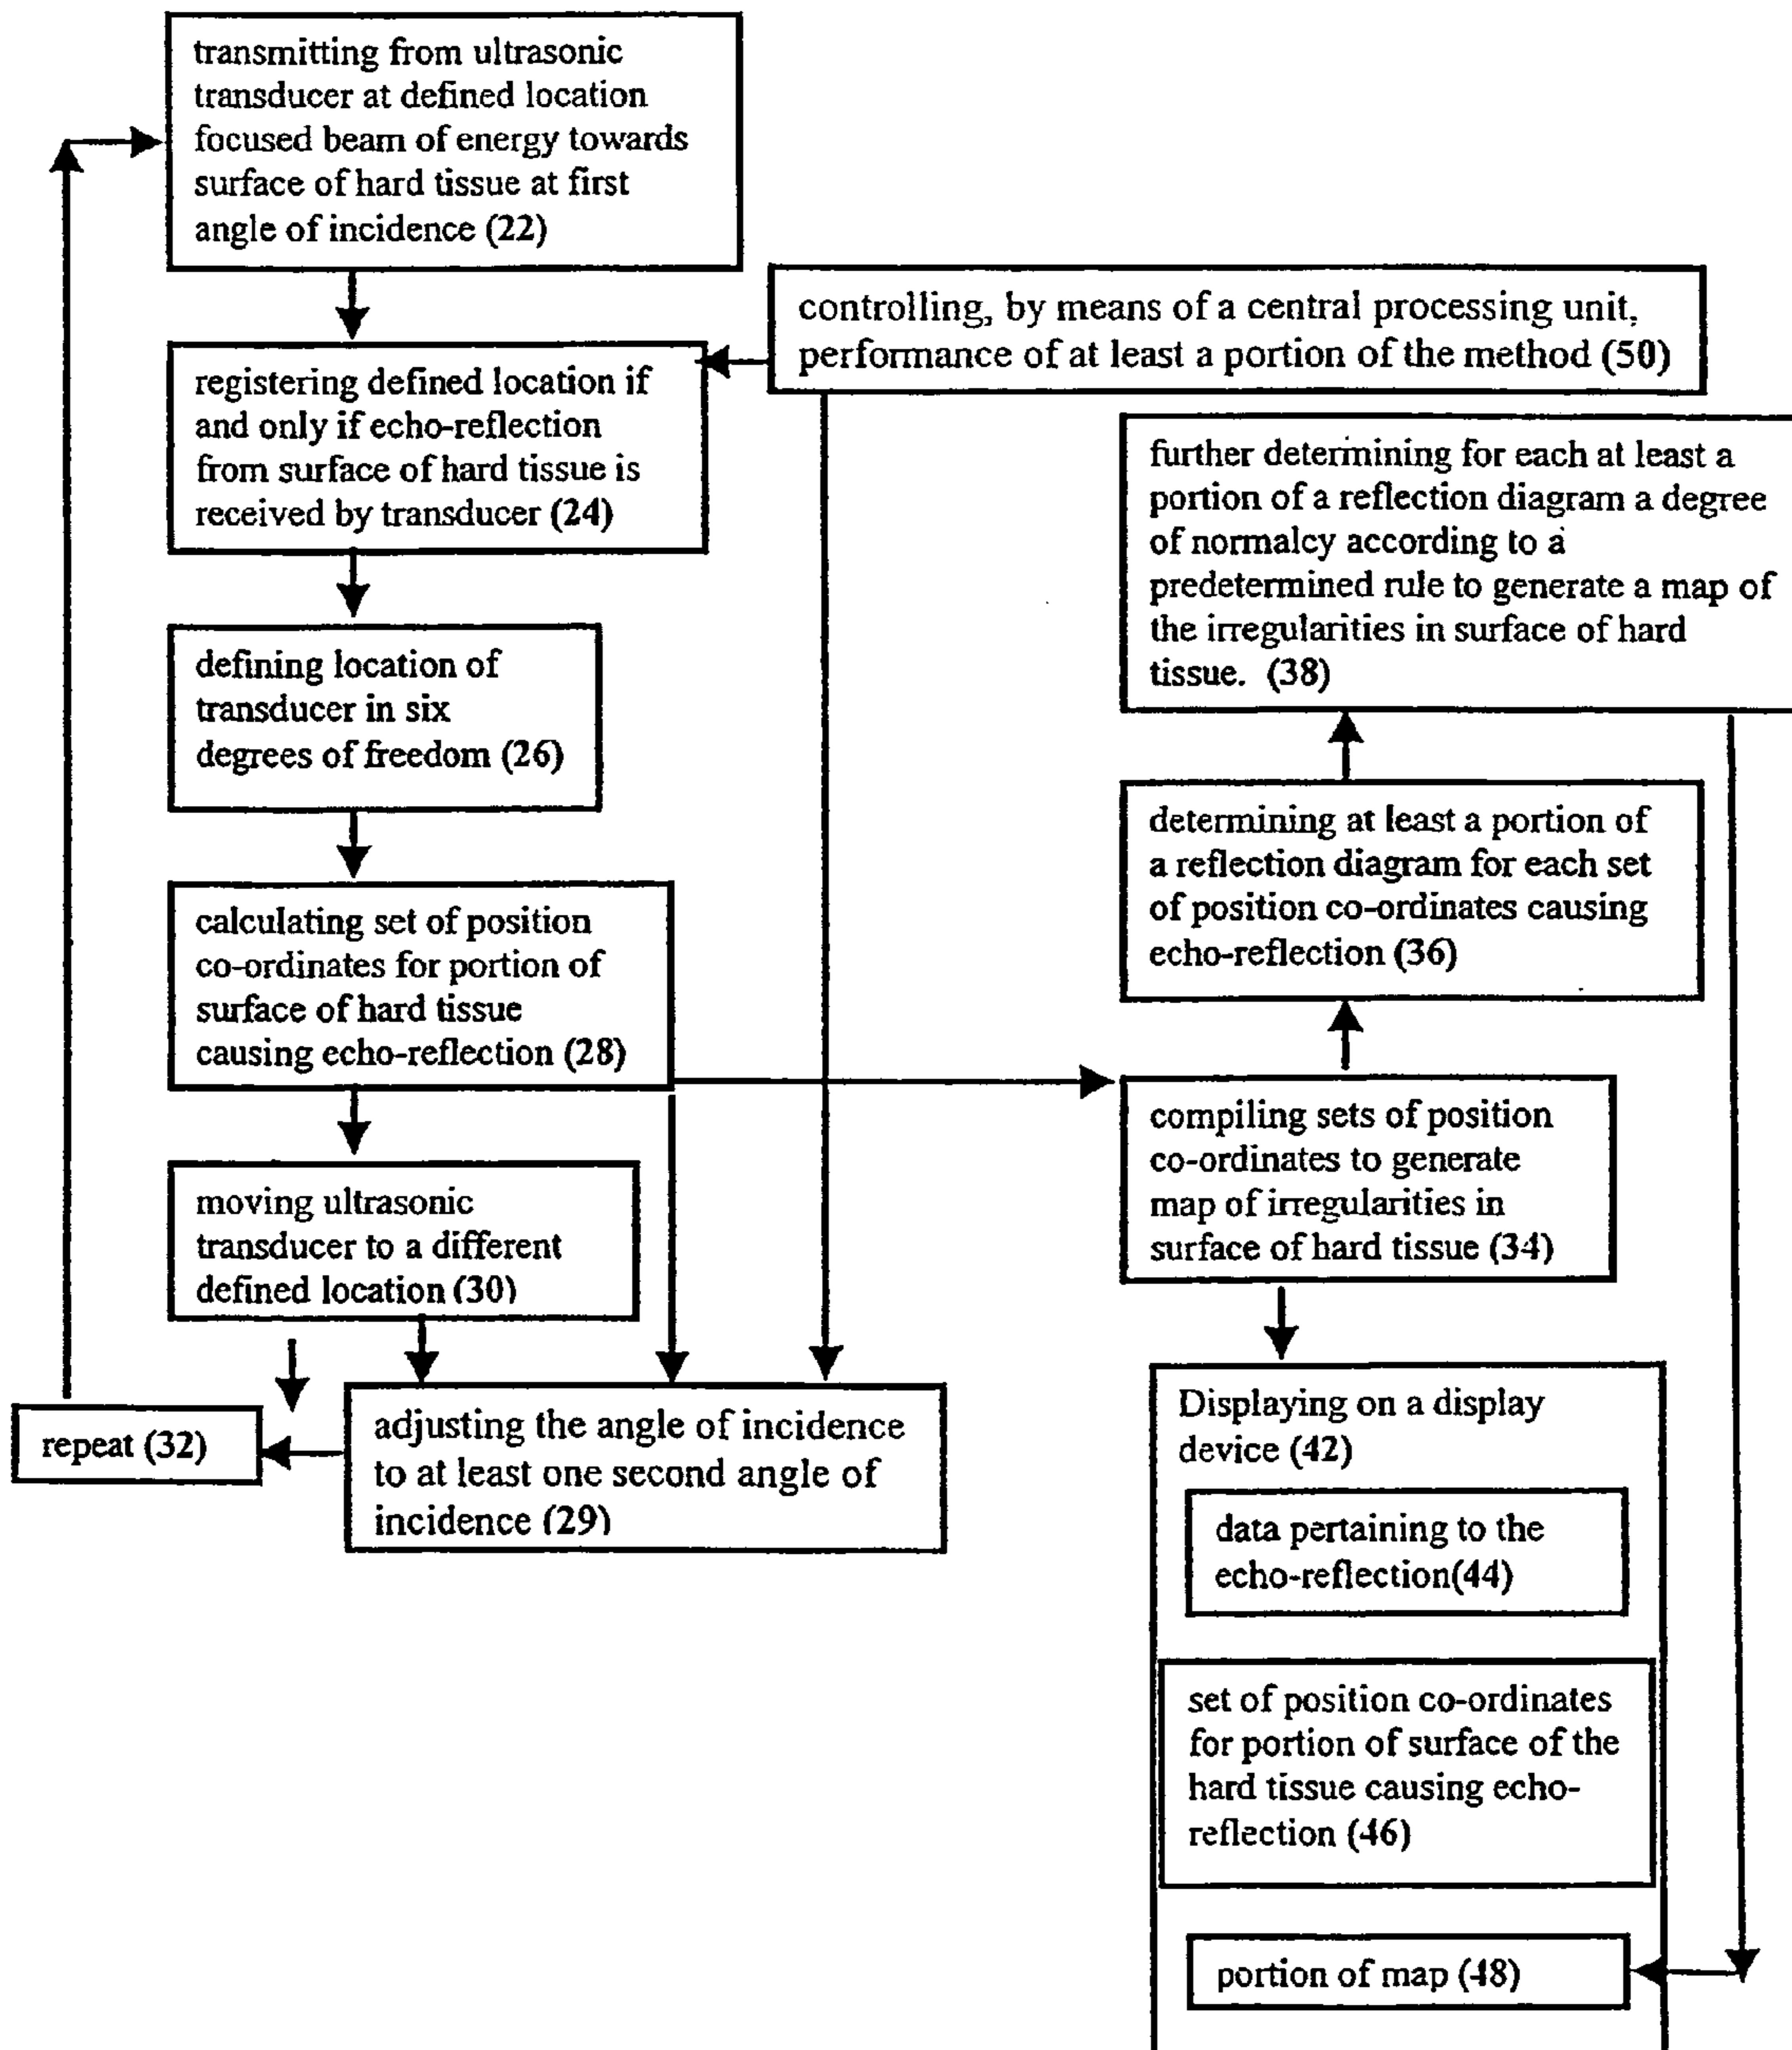 transmitting from ultrasonic
transducer at defined location
focused beam of energy towards
surface of hard tissue at first
angle of incidence (22)
controlling, by means of a central processing unit,
performance of at least a portion of the method (50)
registering defined location if
and only if echo-reflection
from surface of hard tissue is
received by transducer (24)
further determining for each at least a
portion of a reflection diagram a degree
of normalcy according to a
predetermined rule to generate a map of
the irregularities in surface of hard
tissue. (38)
defining location of
transducer in six
degrees of freedom (26)
determining at least a portion of
a reflection diagram for each set
of position co-ordinates causing
echo-reflection (36)
calculating set of position
co-ordinates for portion of
surface of hard tissue
causing echo-reflection (28)
compiling sets of position
co-ordinates to generate
map of irregularities in
surface of hard tissue (34)
moving ultrasonic
transducer to a different
defined location (30)
repeat (32)
adjusting the angle of incidence
to at least one second angle of
incidence (29)
Displaying on a display
device (42)
data pertaining to the
echo-reflection(44)
set of position co-ordinates
for portion of surface of the
hard tissue causing echo-
reflection (46)
portion of map (48)